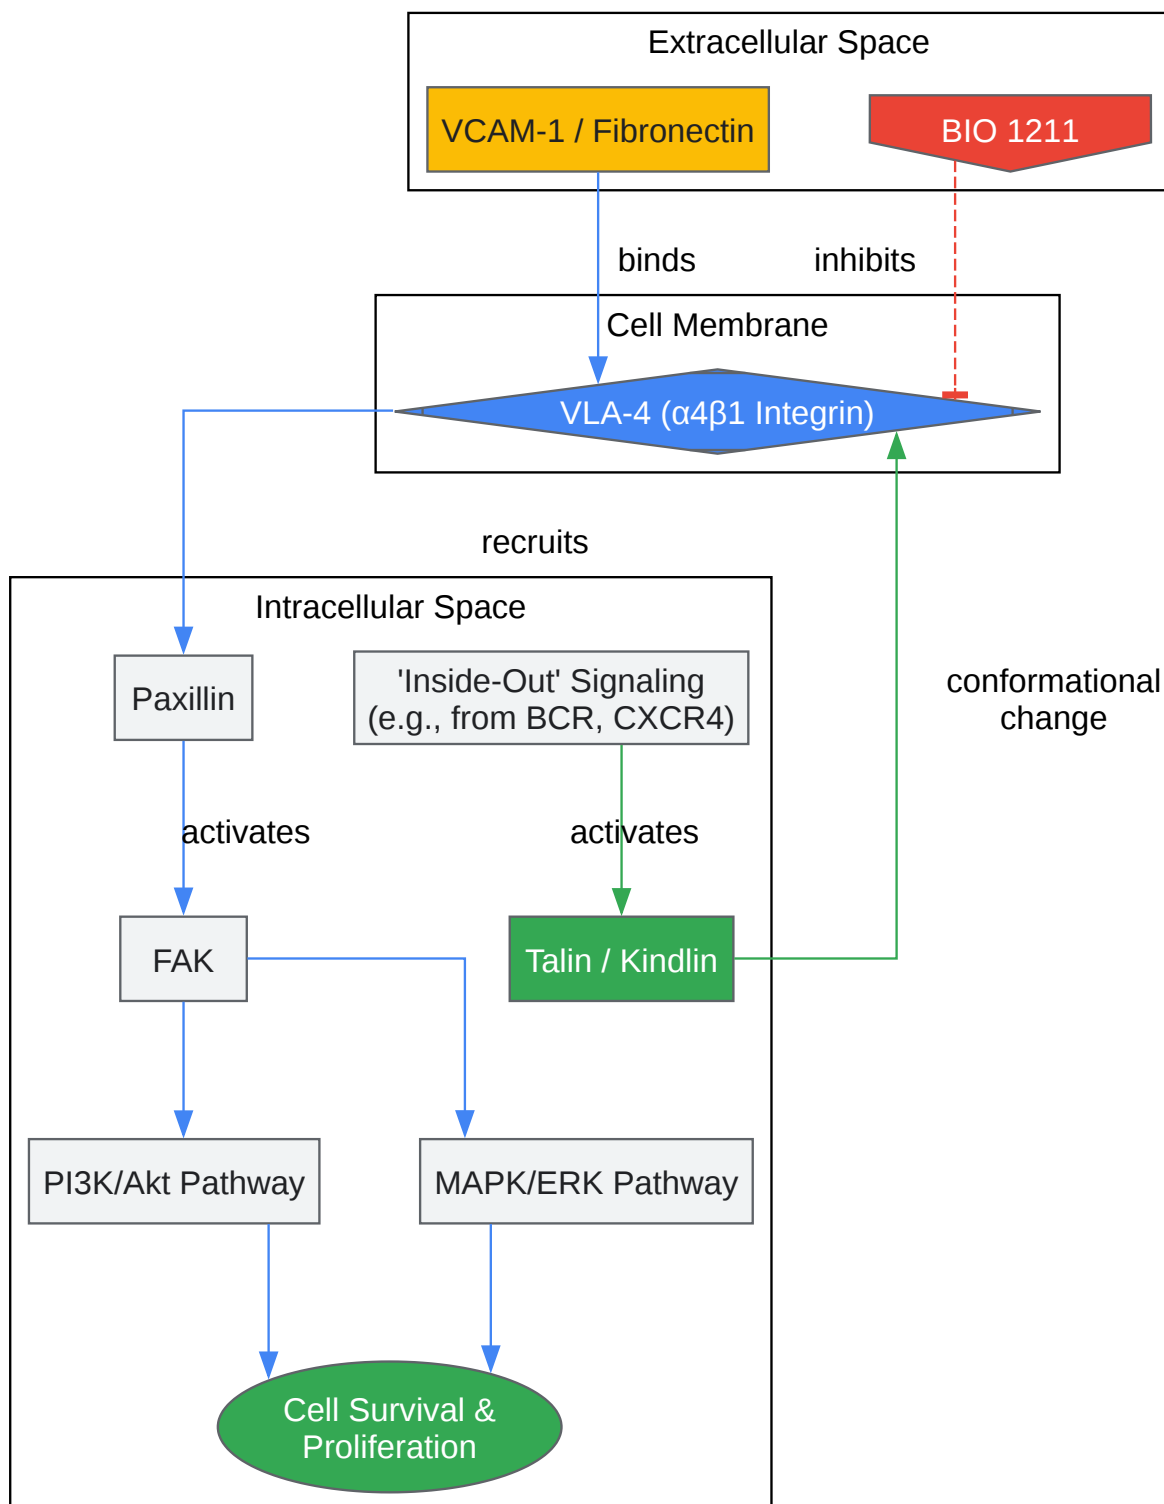 Extracellular Space
VCAM-1 / Fibronectin
BIO 1211
binds
inhibits
Cell Membrane
VLA-4 (α4β1 Integrin)
recruits
Intracellular Space
Paxillin
'Inside-Out' Signaling
(e.g., from BCR, CXCR4)
conformational
change
activates
activates
FAK
Talin / Kindlin
PI3K/Akt Pathway
MAPK/ERK Pathway
Cell Survival &
Proliferation